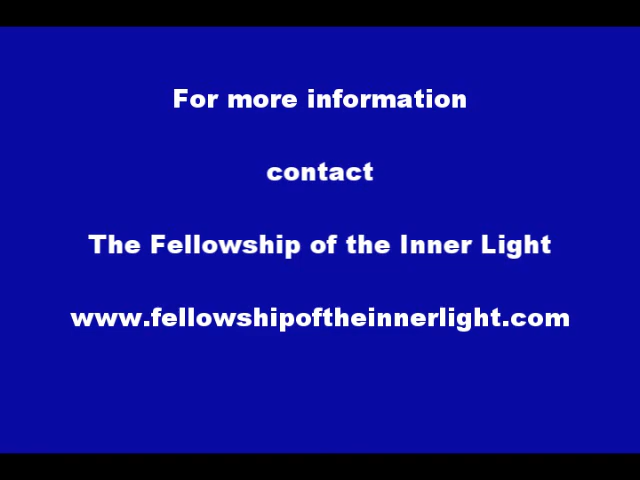 For more information
contact
The Fellowship of the Inner Light
www.fellowshipoftheinnerlight.com